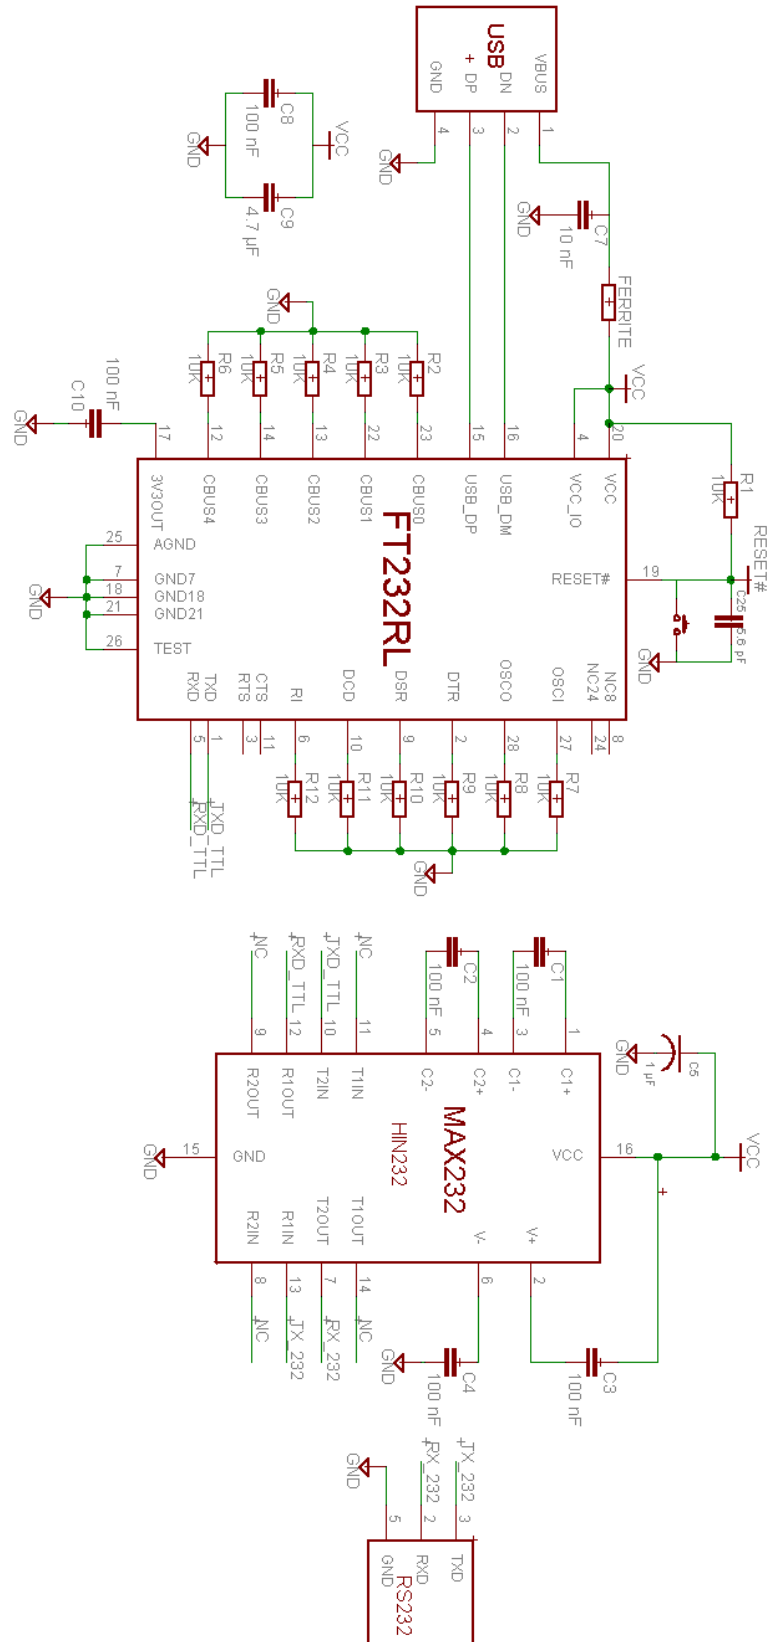 USB
VBUS
DN
+ DP
GND
1
2
3
4
GND
C8
100 nF
C9
4.7 µF
VCC
GND
C7
10 nF
GND
FERRITE
VCC
R1
10K
RESET#
C25
5.6 pF
GND
GND
R2
10K
R3
10K
R4
10K
R5
10K
R6
10K
100 nF
C10
GND
17
12
14
13
22
23
15
16
4
20
19
FT232RL
3V3OUT
CBUS4
CBUS3
CBUS2
CBUS1
CBUS0
USB_DP
USB_DM
VCC_IO
VCC
RESET#
25
AGND
7
GND7
18
GND18
21
GND21
26
TEST
GND
RXD
TXD
RTS
CTS
RI
DCD
DSR
DTR
OSCO
OSCI
NC24
NC8
5
1
3
11
6
10
9
2
28
27
24
8
RXD_TTL
TXD_TTL
R12
10K
R11
10K
R10
10K
R9
10K
R8
10K
R7
10K
GND
NC
RXD_TTL
TXD_TTL
NC
C2
100 nF
C1
100 nF
C5
1 µF
GND
VCC
9
12
10
11
5
4
3
1
16
MAX232
HIN232
R2OUT
R1OUT
T2IN
T1IN
C2-
C2+
C1-
C1+
VCC
15
GND
GND
R2IN
R1IN
T2OUT
T1OUT
V-
V+
8
13
7
14
6
2
+
NC
TX_232
RX_232
NC
GND
C4
100 nF
C3
100 nF
GND
RX_232
TX_232
5
2
3
GND
RXD
TXD
RS232